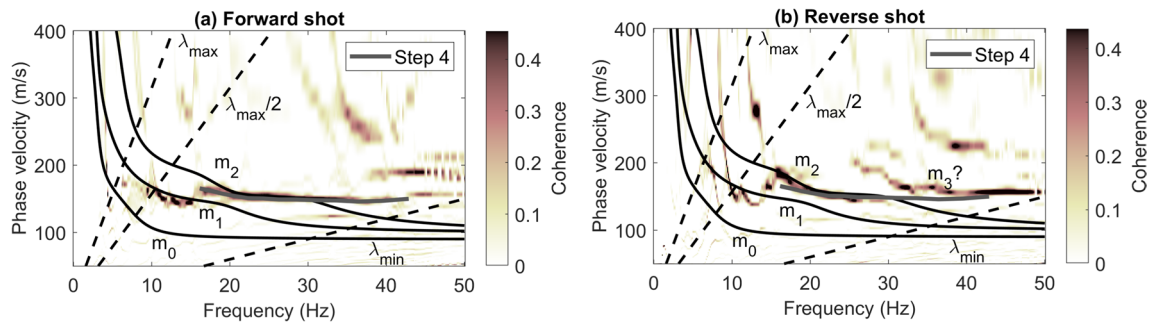 (a) Forward shot
400
300
200
100
0
10
20
30
40
50
Phase velocity (m/s)
Frequency (Hz)
λmax
λmax/2
λmin
m2
m1
m0
Step 4
0.4
0.3
0.2
0.1
0
Coherence
(b) Reverse shot
400
300
200
100
0
10
20
30
40
50
Phase velocity (m/s)
Frequency (Hz)
λmax
λmax/2
λmin
m2
m1
m0
m3?
Step 4
0.4
0.3
0.2
0.1
0
Coherence